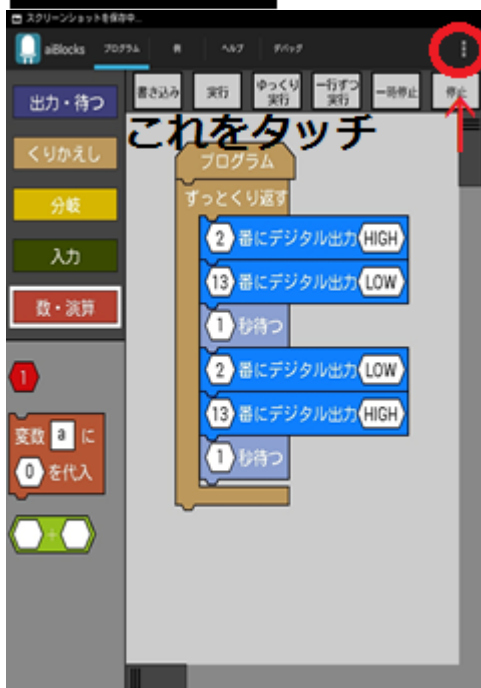 スクリーンショットを保存中...
aiBlocks プログラム 例 ヘルプ デバッグ
書き込み 実行 ゆっくり実行 一行ずつ実行 一時停止 停止
これをタッチ
出力・待つ
くりかえし
分岐
入力
数・演算
1
変数 a に
0 を代入
+
プログラム
ずっとくり返す
2 番にデジタル出力 HIGH
13 番にデジタル出力 LOW
1 秒待つ
2 番にデジタル出力 LOW
13 番にデジタル出力 HIGH
1 秒待つ